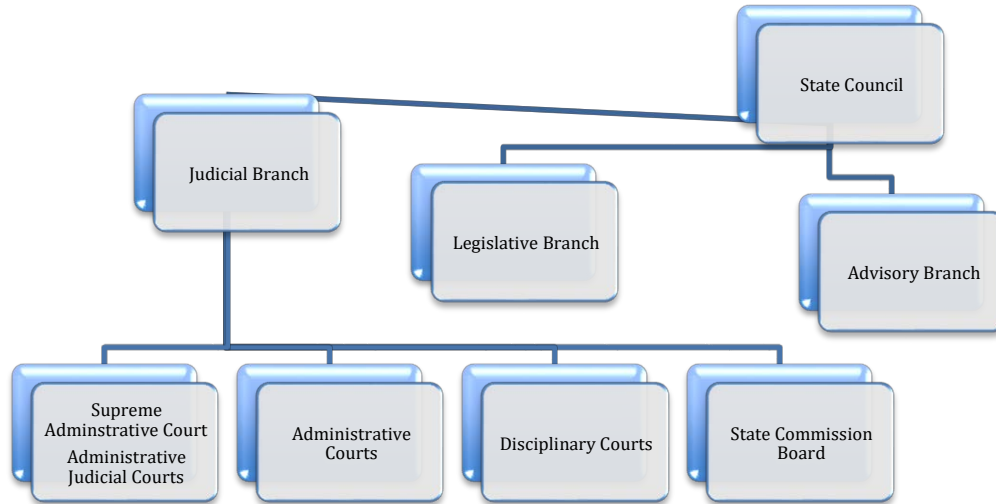 State Council
Judicial Branch
Legislative Branch
Advisory Branch
Supreme
Adminstrative Court
Administrative
Judicial Courts
Administrative
Courts
Disciplinary Courts
State Commission
Board